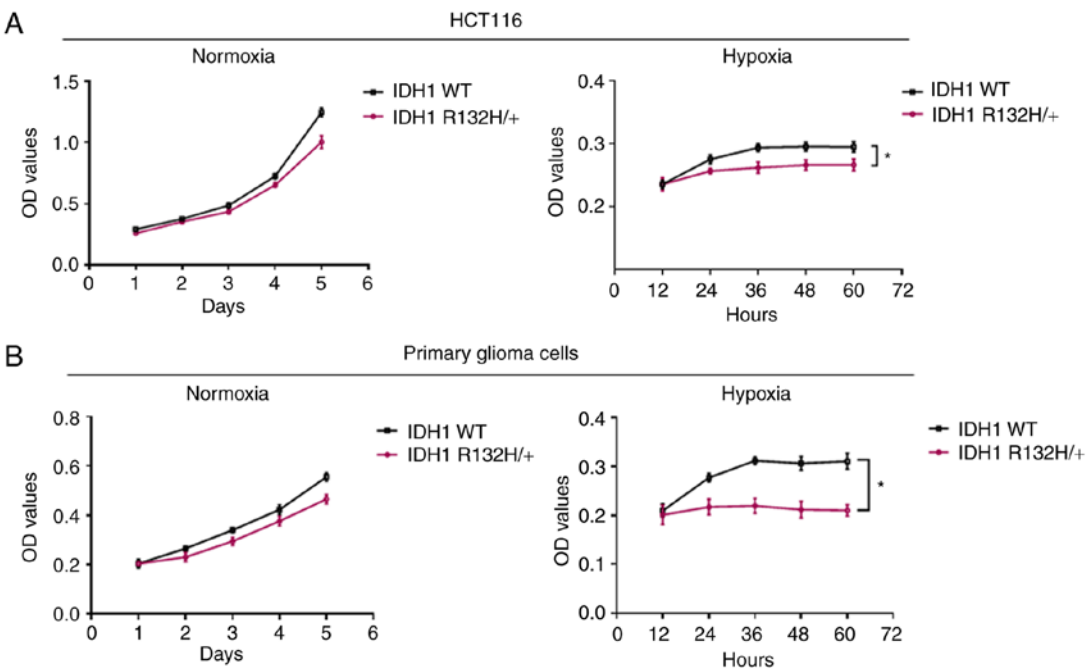 A
HCT116
Normoxia
Hypoxia
IDH1 WT
IDH1 R132H/+
OD values
1.5
1.0
0.5
0.0
0 1 2 3 4 5 6
Days
IDH1 WT
IDH1 R132H/+
OD values
0.4
0.3
0.2
*
0 12 24 36 48 60 72
Hours
B
Primary glioma cells
Normoxia
Hypoxia
IDH1 WT
IDH1 R132H/+
OD values
0.8
0.6
0.4
0.2
0.0
0 1 2 3 4 5 6
Days
IDH1 WT
IDH1 R132H/+
OD values
0.4
0.3
0.2
0.1
0.0
*
0 12 24 36 48 60 72
Hours